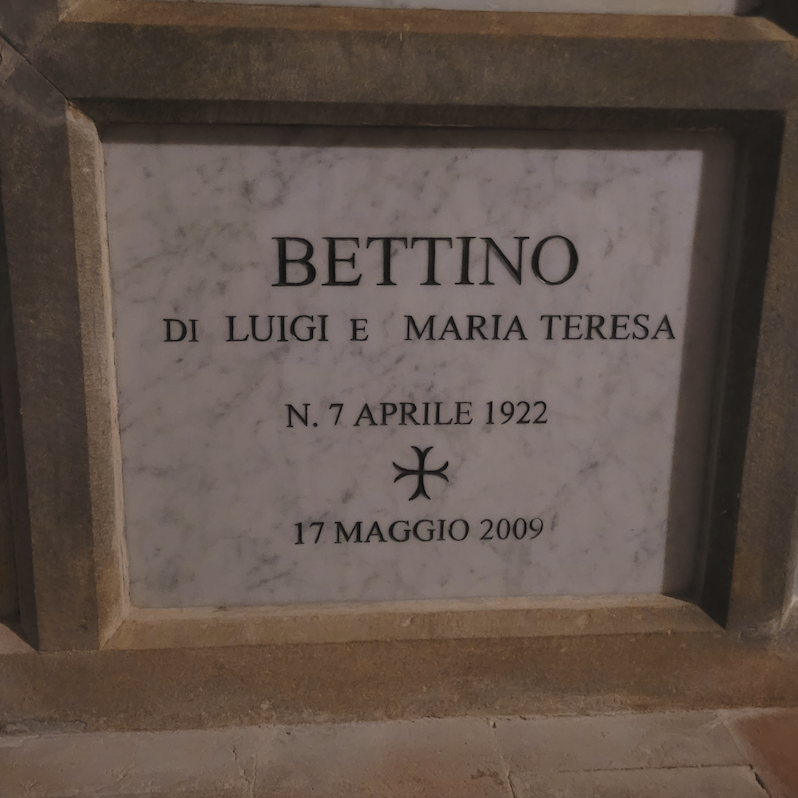 BETTINO
DI LUIGI E MARIA TERESA
N. 7 APRILE 1922
17 MAGGIO 2009